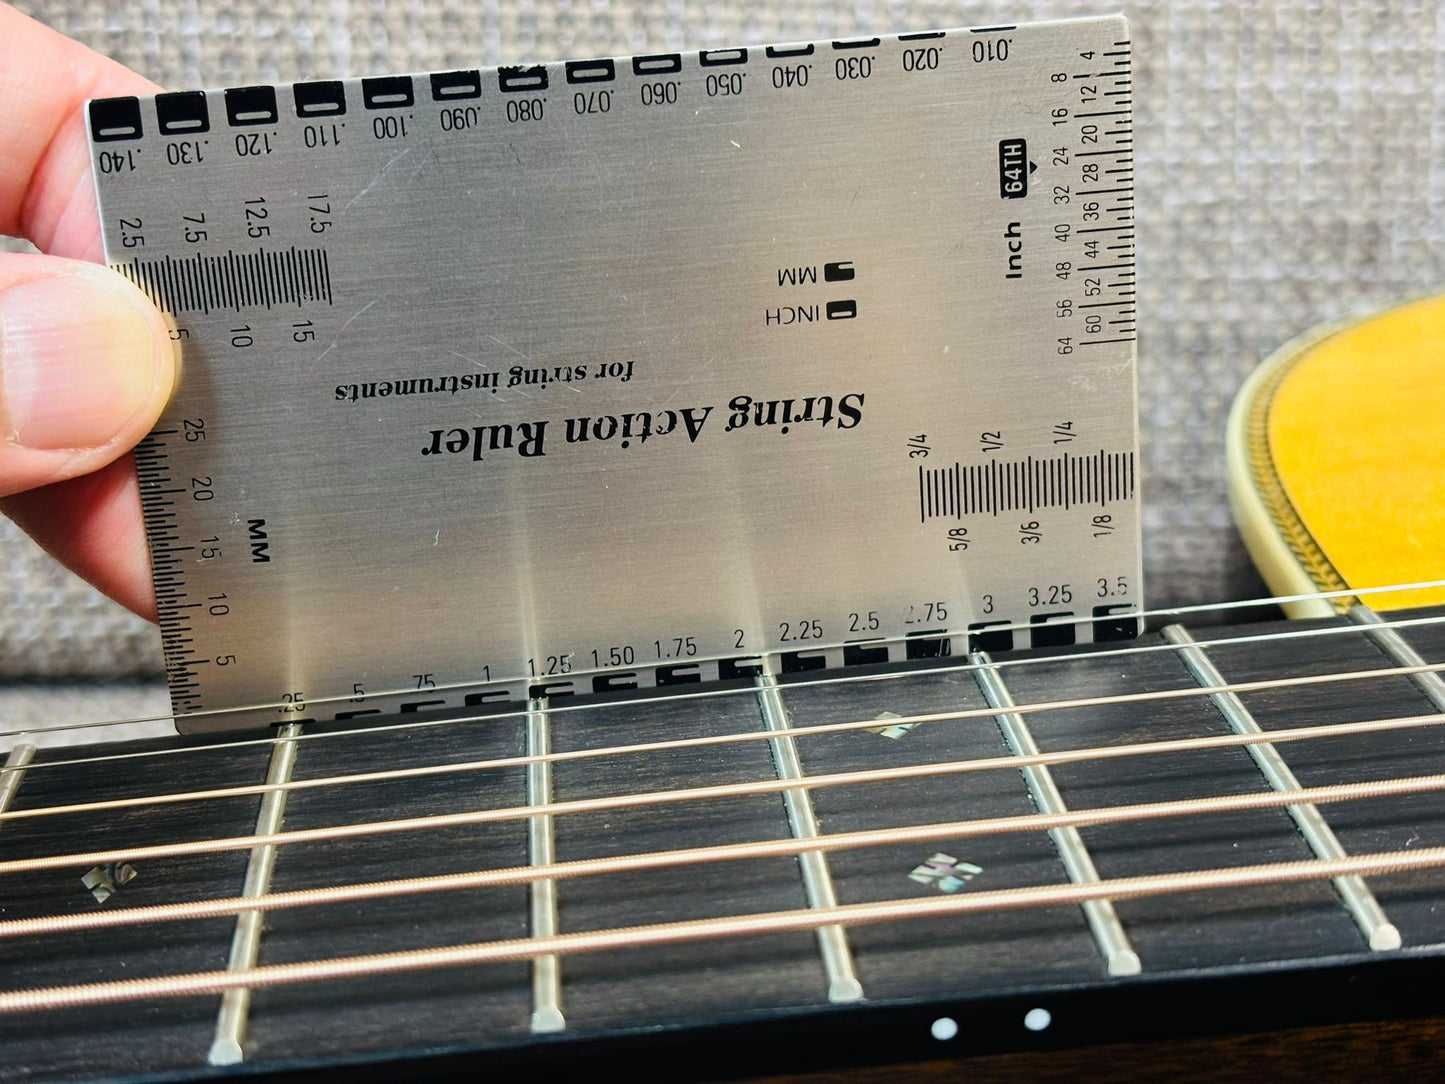 .140 .130 .120 .110 .100 .090 .080 .070 .060 .050 .040 .030 .020 .010
4
8
12
16
20
24
28
32
36
40
44
48
52
56
60
64
Inch 64TH
2.5 7.5 12.5 17.5
5 10 15
MM
INCH
for string instruments
String Action Ruler
3/4 1/2 1/4
5/8 3/6 1/8
25
20
15
10
5
MM
.25 .5 .75 1 1.25 1.50 1.75 2 2.25 2.5 2.75 3 3.25 3.5